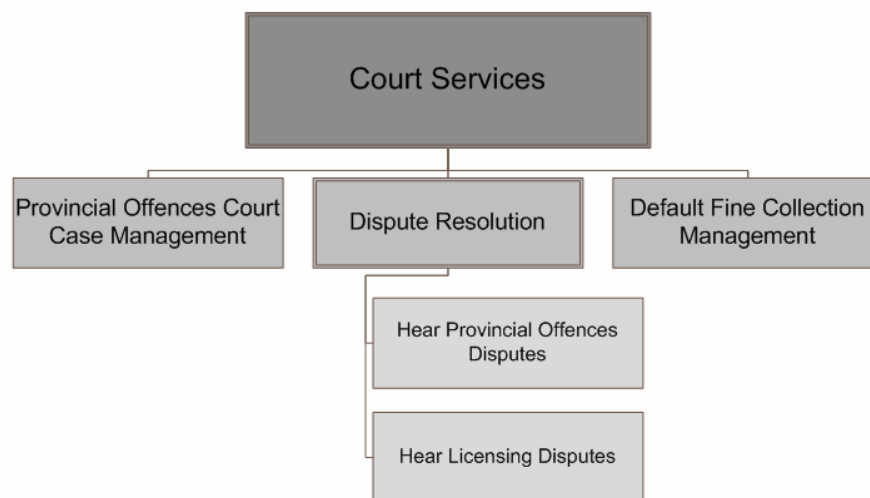 Court Services
Provincial Offences Court
Case Management
Dispute Resolution
Default Fine Collection
Management
Hear Provincial Offences
Disputes
Hear Licensing Disputes